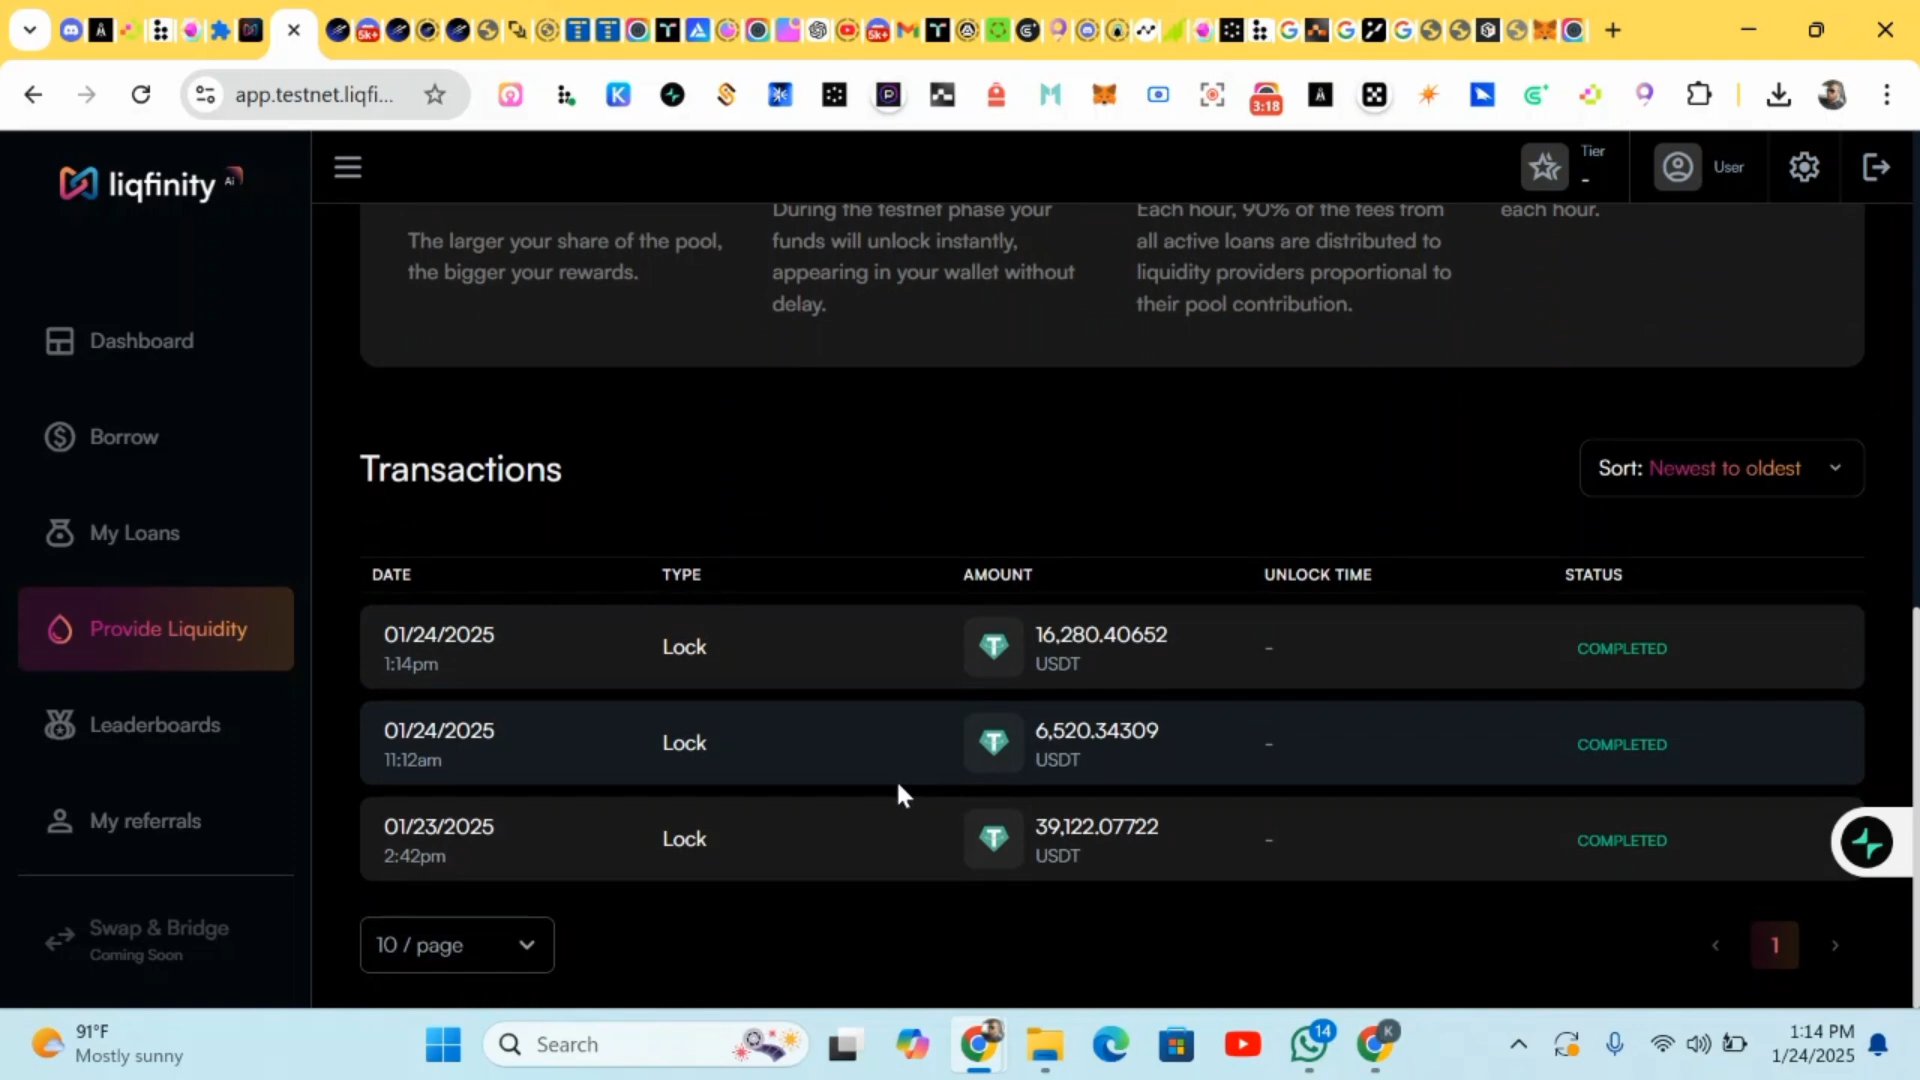 5k+
5k+
app.testnet.liqfi...
3:18
liqfinity Ai
Tier
-
User
Dashboard
Borrow
My Loans
Provide Liquidity
Leaderboards
My referrals
Swap & Bridge
Coming Soon
The larger your share of the pool,
the bigger your rewards.
During the testnet phase your
funds will unlock instantly,
appearing in your wallet without
delay.
Each hour, 90% of the fees from
all active loans are distributed to
liquidity providers proportional to
their pool contribution.
each hour.
Transactions
Sort: Newest to oldest
DATE TYPE AMOUNT UNLOCK TIME STATUS
01/24/2025
1:14pm
Lock
16,280.40652
USDT
-
COMPLETED
01/24/2025
11:12am
Lock
6,520.34309
USDT
-
COMPLETED
01/23/2025
2:42pm
Lock
39,122.07722
USDT
-
COMPLETED
10 / page
1
91°F
Mostly sunny
Search
14
K
1:14 PM
1/24/2025